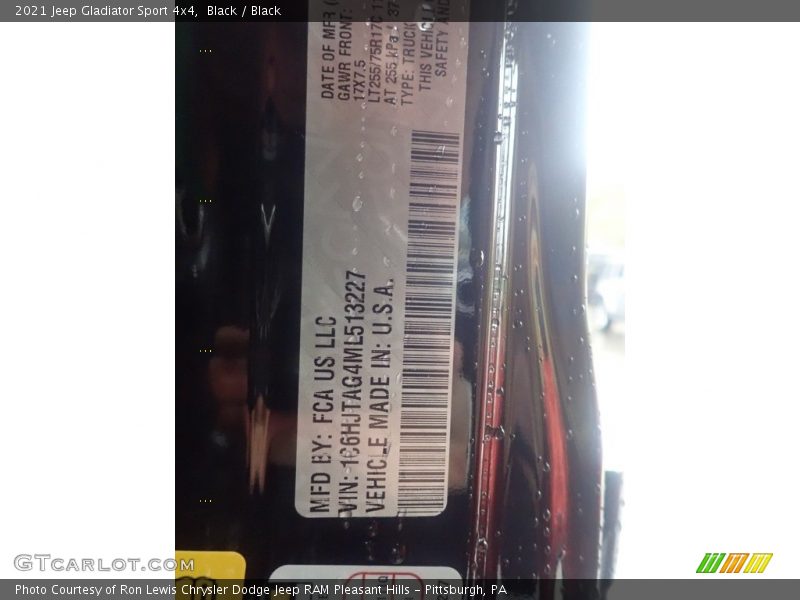 2021 Jeep Gladiator Sport 4x4, Black / Black
MFD BY: FCA US LLC
DATE OF MFR
VIN: 1C6HJTAG4ML513227
GAWR FRONT:
VEHICLE MADE IN: U.S.A.
17X7.5
LT255/75R17C
AT 255 kPa
TYPE: TRUCK
THIS VEHICL
SAFETY AND
GTCARLOT.COM
Photo Courtesy of Ron Lewis Chrysler Dodge Jeep RAM Pleasant Hills - Pittsburgh, PA